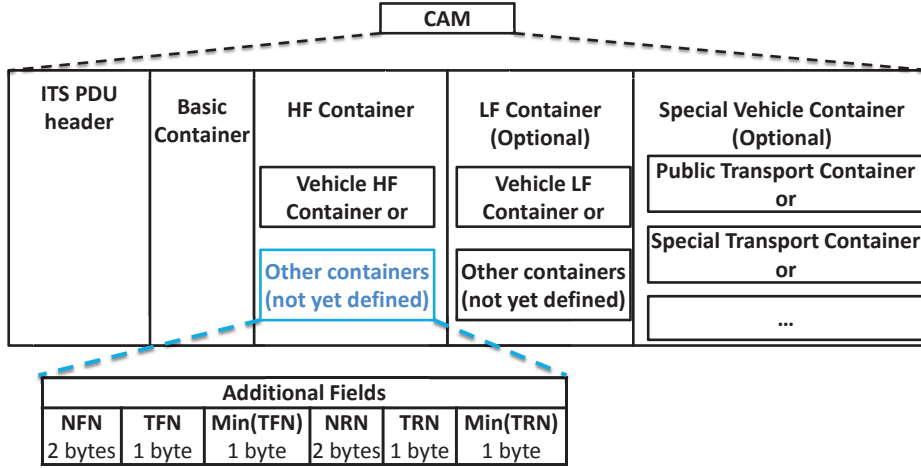 CAM
ITS PDU
header
Basic
Container
HF Container
Vehicle HF
Container or
Other containers
(not yet defined)
LF Container
(Optional)
Vehicle LF
Container or
Other containers
(not yet defined)
Special Vehicle Container
(Optional)
Public Transport Container
or
Special Transport Container
or
...
Additional Fields
NFN TFN Min(TFN) NRN TRN Min(TRN)
2 bytes 1 byte 1 byte 2 bytes 1 byte 1 byte